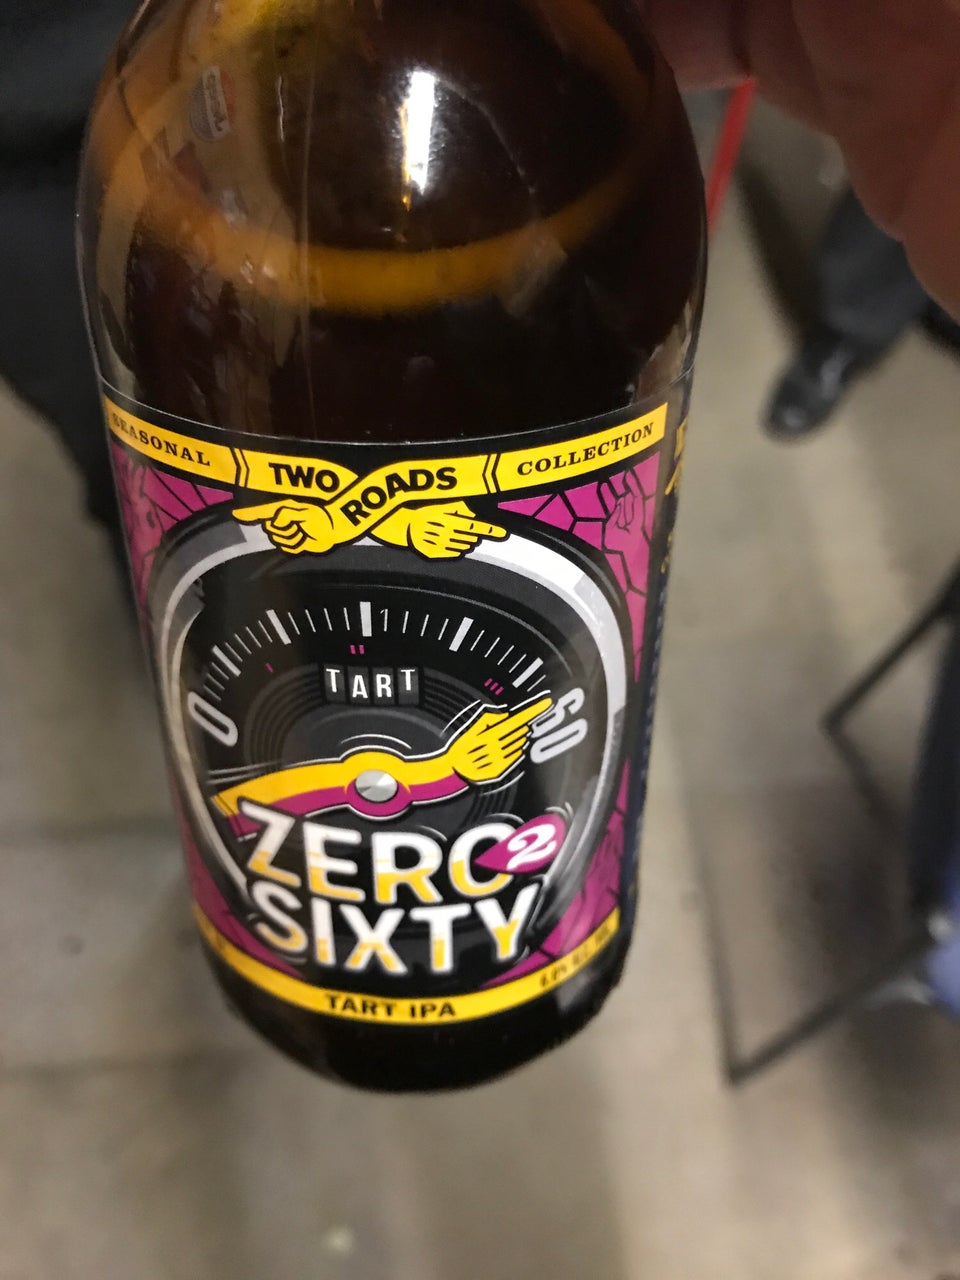 SEASONAL
TWO ROADS
COLLECTION
TART
0
60
ZERO 2
SIXTY
TART IPA